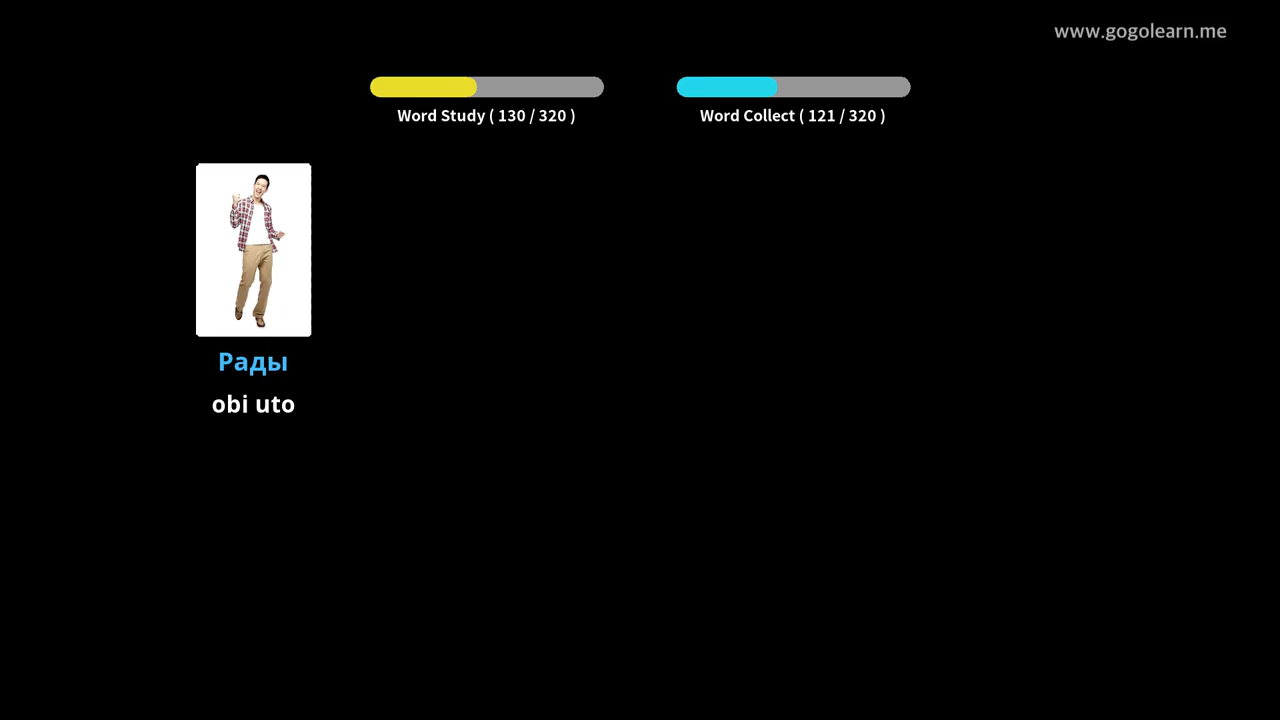 www.gogolearn.me
Word Study ( 130 / 320 )
Word Collect ( 121 / 320 )
Рады
obi uto